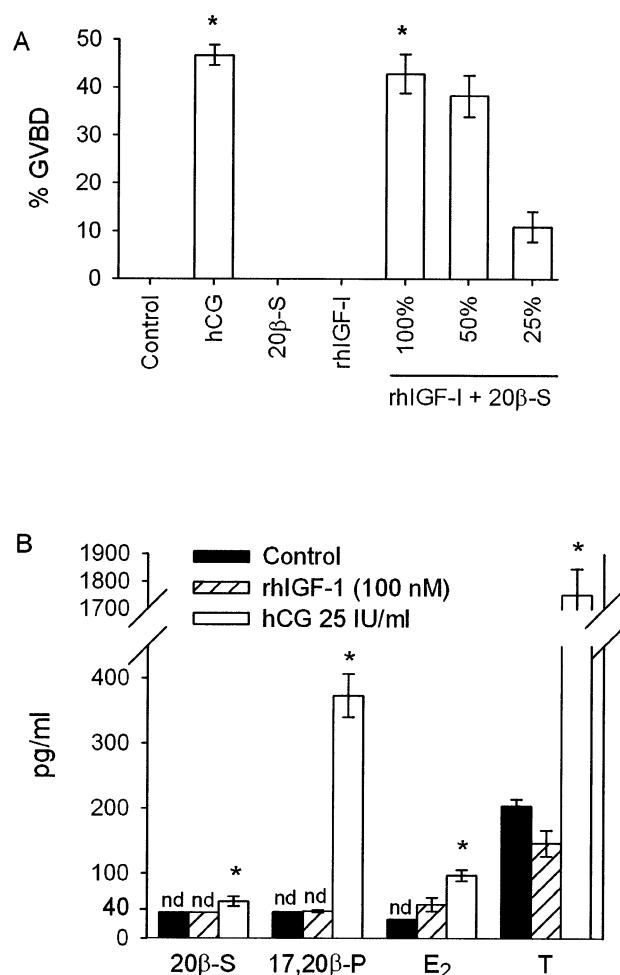 A
% GVBD
50
40
30
20
10
0
*
*
Control
hCG
20β-S
rhIGF-I
100%
50%
25%
rhIGF-I + 20β-S
B
pg/ml
1900
1800
1700
400
300
200
100
40
0
Control
rhIGF-1 (100 nM)
hCG 25 IU/ml
nd nd *
nd nd *
nd *
*
20β-S 17,20β-P E₂ T